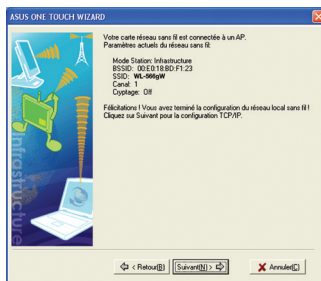 ASUS ONE TOUCH WIZARD
Votre carte réseau sans fil est connectée à un AP.
Paramètres actuels du réseau sans fil:
Mode Station: Infrastructure
BSSID: 00:E0:18:BD:F1:23
SSID: WL-566gW
Canal: 1
Cryptage: Off
Félicitations ! Vous avez terminé la configuration du réseau local sans fil !
Cliquez sur Suivant pour la configuration TCP/IP.
Infrastructure
< Retour(B) Suivant(N) > Annuler(C)